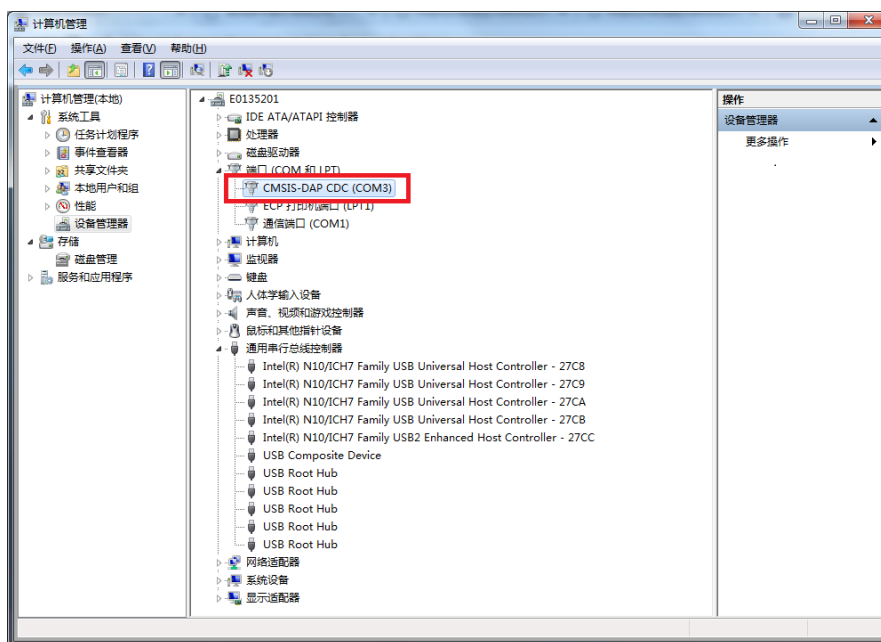 计算机管理
文件(F) 操作(A) 查看(V) 帮助(H)
计算机管理(本地)
系统工具
任务计划程序
事件查看器
共享文件夹
本地用户和组
性能
设备管理器
存储
磁盘管理
服务和应用程序
E0135201
IDE ATA/ATAPI 控制器
处理器
磁盘驱动器
端口 (COM 和 LPT)
CMSIS-DAP CDC (COM3)
ECP 打印机端口 (LPT1)
通信端口 (COM1)
计算机
监视器
键盘
人体学输入设备
声音、视频和游戏控制器
鼠标和其他指针设备
通用串行总线控制器
Intel(R) N10/ICH7 Family USB Universal Host Controller - 27C8
Intel(R) N10/ICH7 Family USB Universal Host Controller - 27C9
Intel(R) N10/ICH7 Family USB Universal Host Controller - 27CA
Intel(R) N10/ICH7 Family USB Universal Host Controller - 27CB
Intel(R) N10/ICH7 Family USB2 Enhanced Host Controller - 27CC
USB Composite Device
USB Root Hub
USB Root Hub
USB Root Hub
USB Root Hub
USB Root Hub
网络适配器
系统设备
显示适配器
操作
设备管理器
更多操作